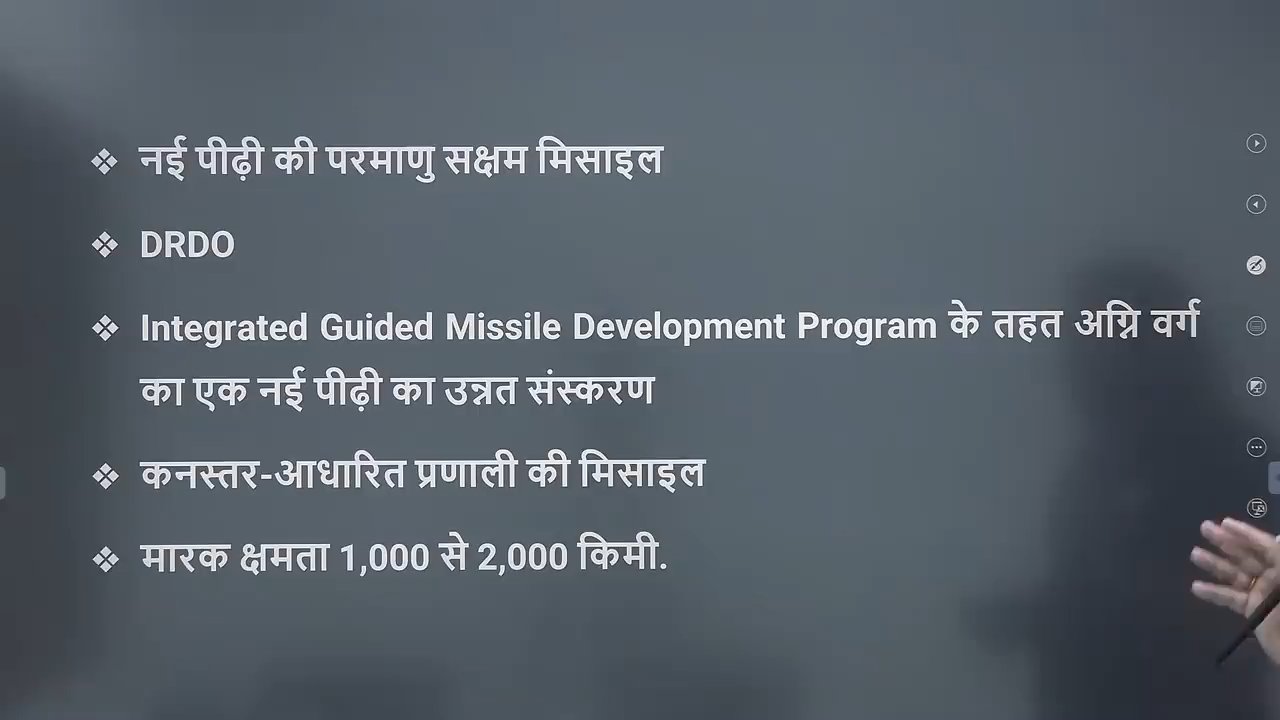 ❖ नई पीढ़ी की परमाणु सक्षम मिसाइल
❖ DRDO
❖ Integrated Guided Missile Development Program के तहत अग्नि वर्ग
का एक नई पीढ़ी का उन्नत संस्करण
❖ कनस्तर-आधारित प्रणाली की मिसाइल
❖ मारक क्षमता 1,000 से 2,000 किमी.